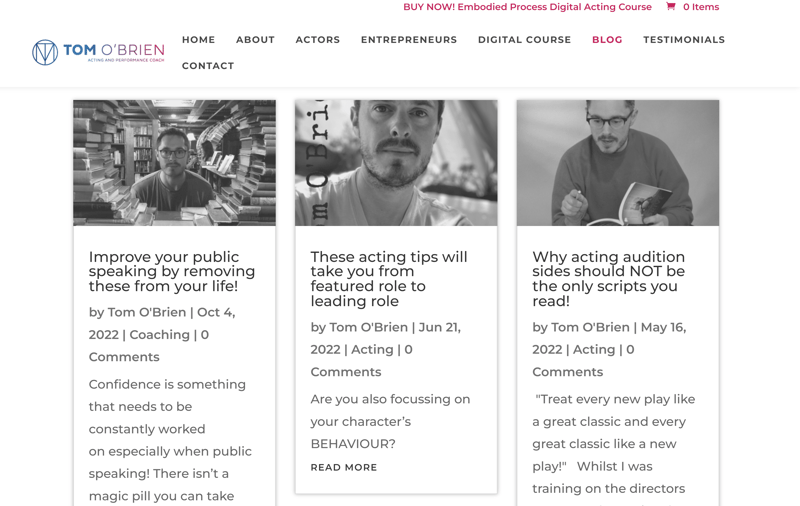 BUY NOW! Embodied Process Digital Acting Course
0 Items
TOM O'BRIEN
ACTING AND PERFORMANCE COACH
HOME
ABOUT
ACTORS
ENTREPRENEURS
DIGITAL COURSE
BLOG
TESTIMONIALS
CONTACT
m O'Bri
Improve your public
speaking by removing
these from your life!
by Tom O'Brien | Oct 4,
2022 | Coaching | 0
Comments
Confidence is something
that needs to be
constantly worked
on especially when public
speaking! There isn't a
magic pill you can take
These acting tips will
take you from
featured role to
leading role
by Tom O'Brien | Jun 21,
2022 | Acting | 0
Comments
Are you also focussing on
your character's
BEHAVIOUR?
READ MORE
Why acting audition
sides should NOT be
the only scripts you
read!
by Tom O'Brien | May 16,
2022 | Acting | 0
Comments
"Treat every new play like
a great classic and every
great classic like a new
play!"   Whilst I was
training on the directors